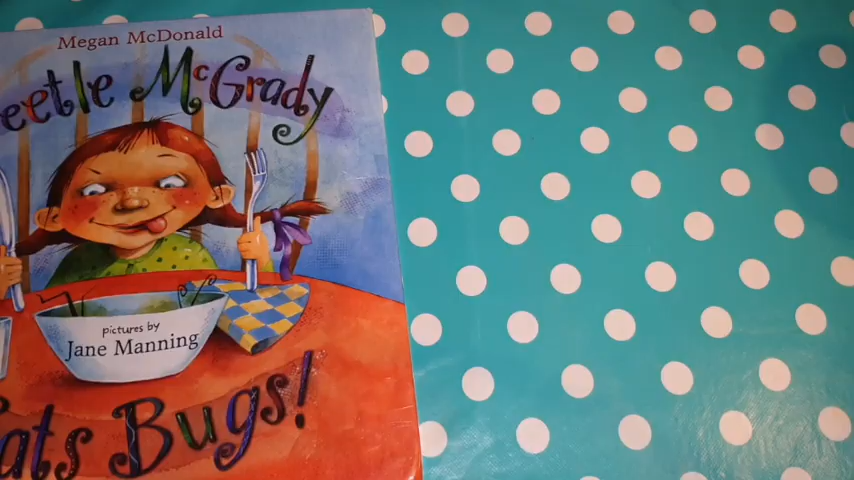 Megan McDonald
eetle McGrady
pictures by
Jane Manning
ats Bugs!